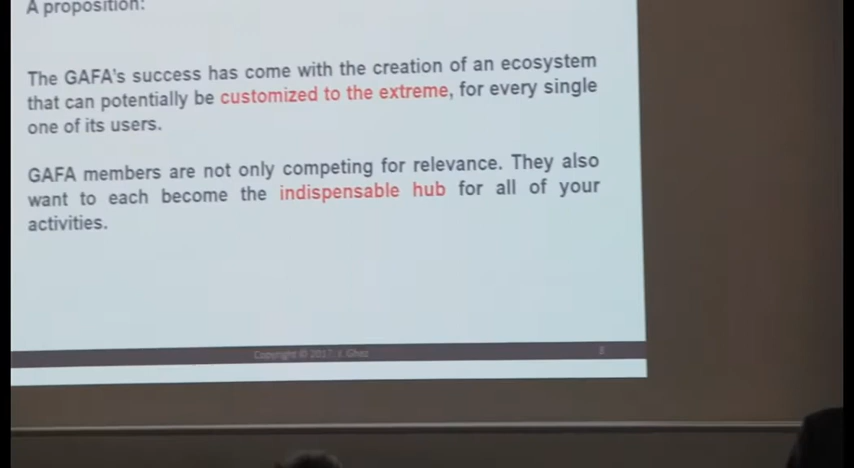 A proposition:
The GAFA's success has come with the creation of an ecosystem
that can potentially be customized to the extreme, for every single
one of its users.
GAFA members are not only competing for relevance. They also
want to each become the indispensable hub for all of your
activities.
Copyright © 2017